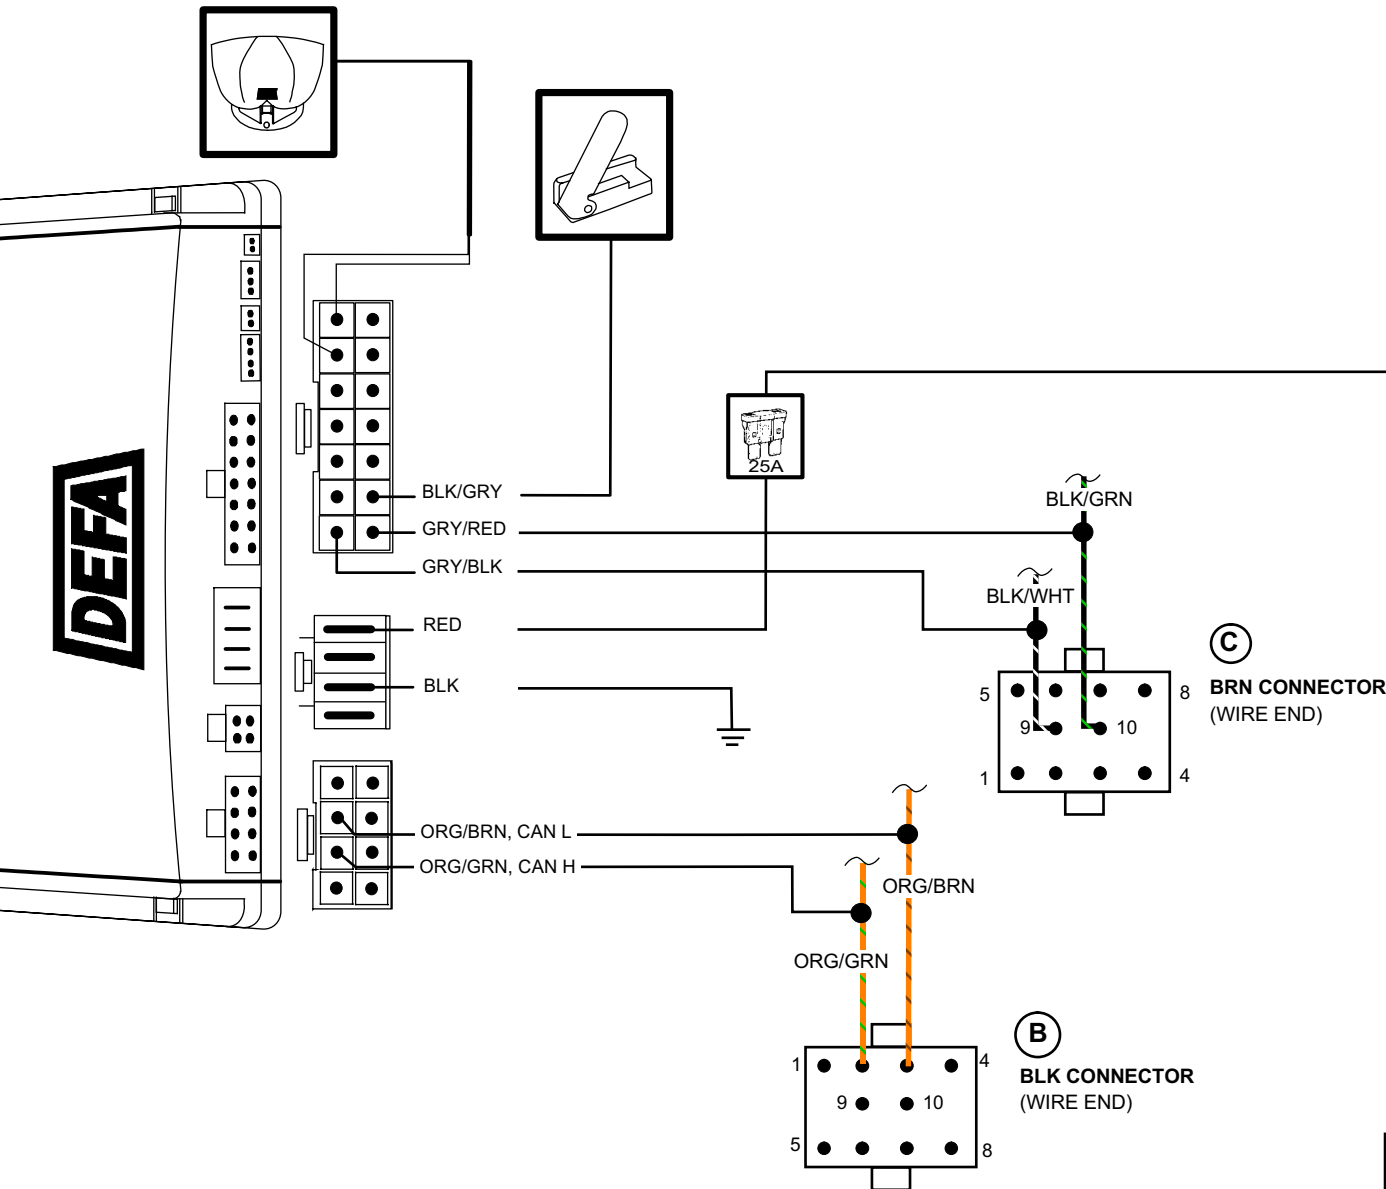 DEFA
25A
BLK/GRY
GRY/RED
GRY/BLK
RED
BLK
ORG/BRN, CAN L
ORG/GRN, CAN H
BLK/GRN
BLK/WHT
5
8
9
10
1
4
C
BRN CONNECTOR
(WIRE END)
ORG/BRN
ORG/GRN
1
4
9
10
5
8
B
BLK CONNECTOR
(WIRE END)